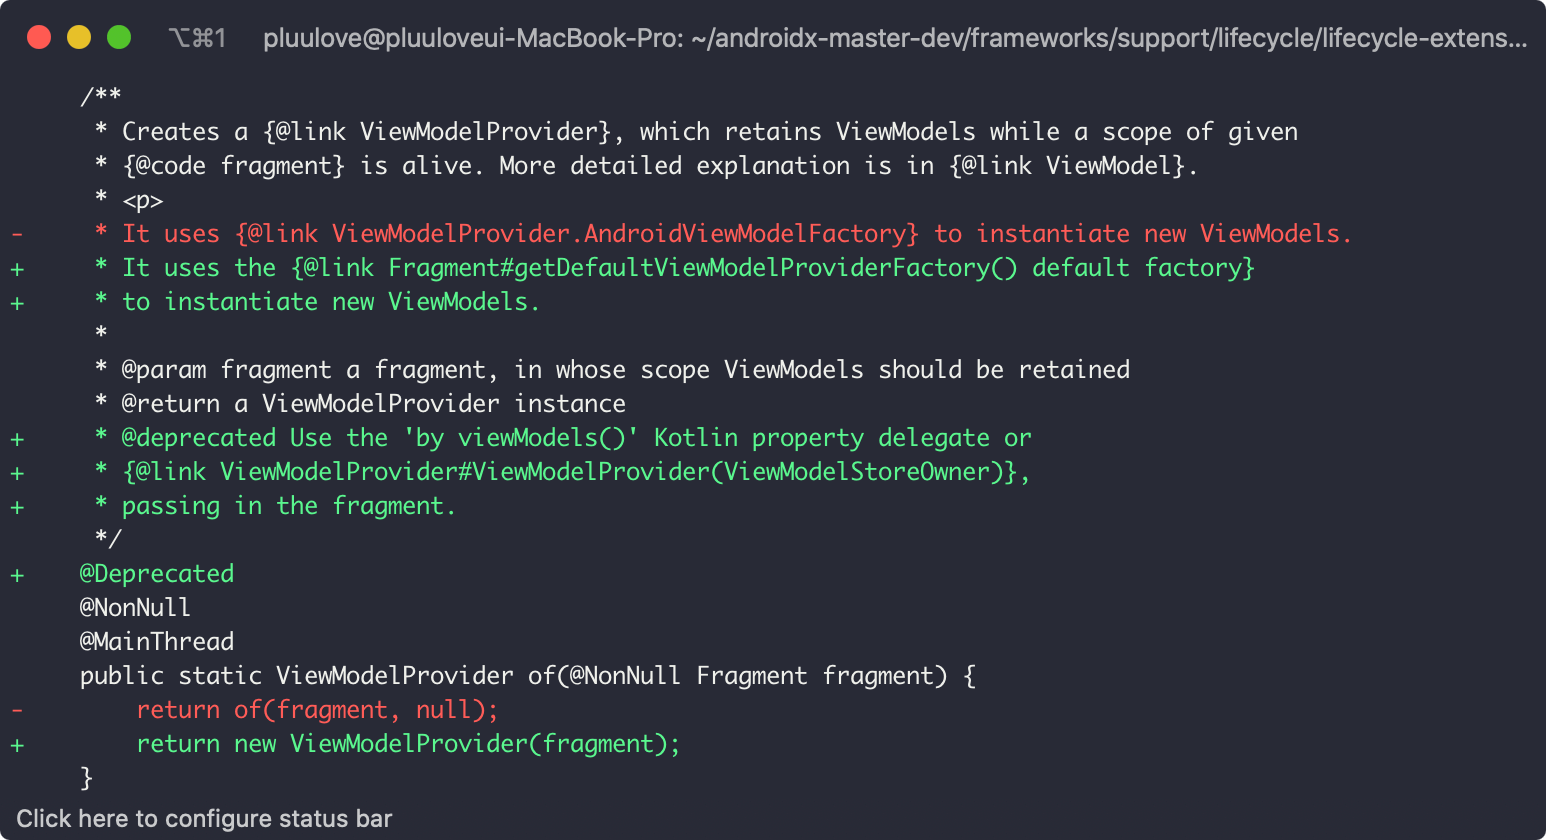 ⌥⌘1 pluulove@pluuloveui-MacBook-Pro: ~/androidx-master-dev/frameworks/support/lifecycle/lifecycle-extens...
/**
* Creates a {@link ViewModelProvider}, which retains ViewModels while a scope of given
* {@code fragment} is alive. More detailed explanation is in {@link ViewModel}.
* <p>
- * It uses {@link ViewModelProvider.AndroidViewModelFactory} to instantiate new ViewModels.
+ * It uses the {@link Fragment#getDefaultViewModelProviderFactory() default factory}
+ * to instantiate new ViewModels.
*
* @param fragment a fragment, in whose scope ViewModels should be retained
* @return a ViewModelProvider instance
+ * @deprecated Use the 'by viewModels()' Kotlin property delegate or
+ * {@link ViewModelProvider#ViewModelProvider(ViewModelStoreOwner)},
+ * passing in the fragment.
*/
+ @Deprecated
@NonNull
@MainThread
public static ViewModelProvider of(@NonNull Fragment fragment) {
- return of(fragment, null);
+ return new ViewModelProvider(fragment);
}
Click here to configure status bar